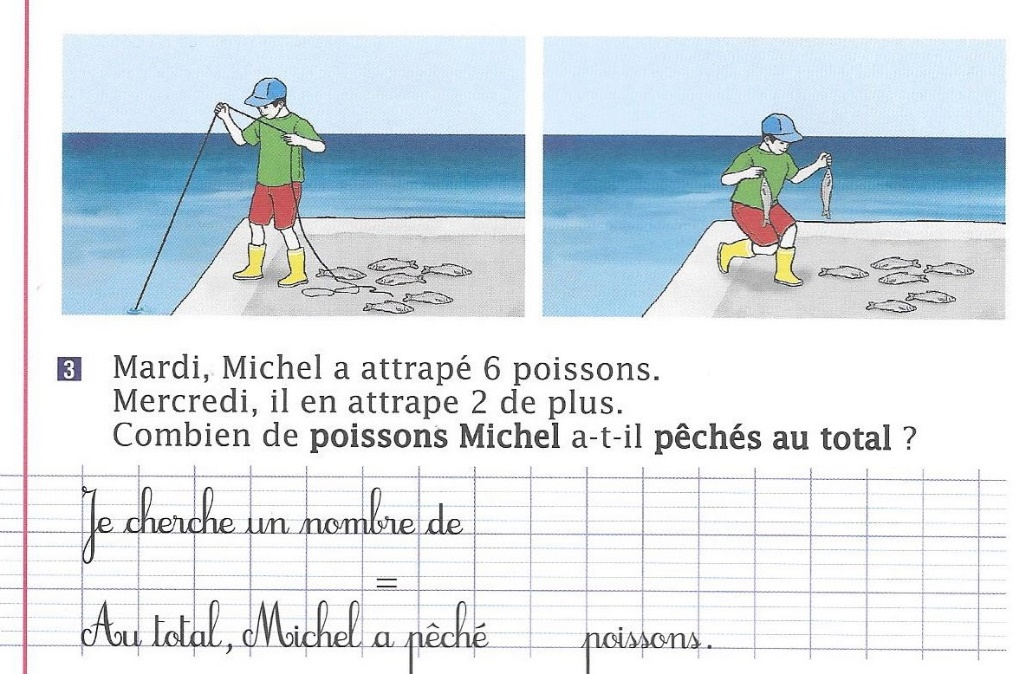 3 Mardi, Michel a attrapé 6 poissons.
Mercredi, il en attrape 2 de plus.
Combien de poissons Michel a-t-il pêchés au total ?
Je cherche un nombre de
=
Au total, Michel a pêché poissons.